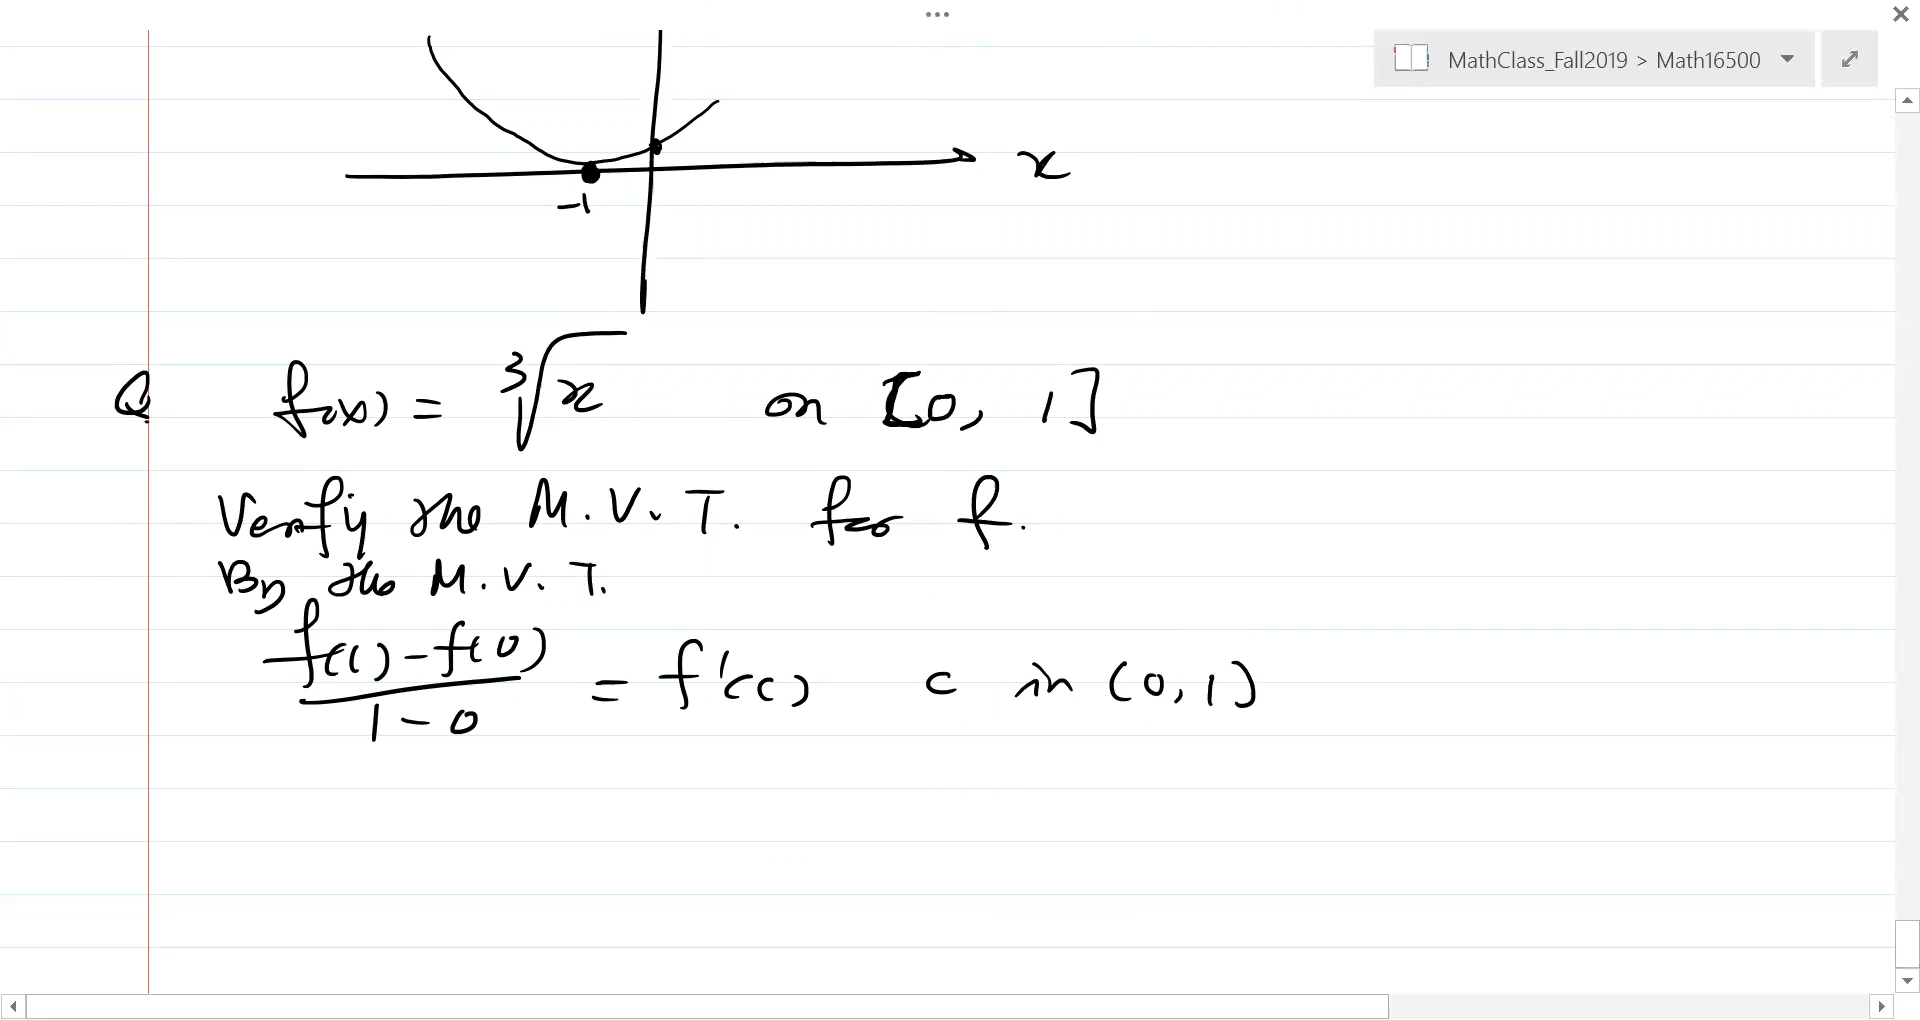 MathClass_Fall2019 > Math16500
x
-1
Q f(x) = ∛x on [0, 1]
Verify the M.V.T. for f.
By the M.V.T.
f(1) - f(0) / 1 - 0 = f'(c) c in (0, 1)